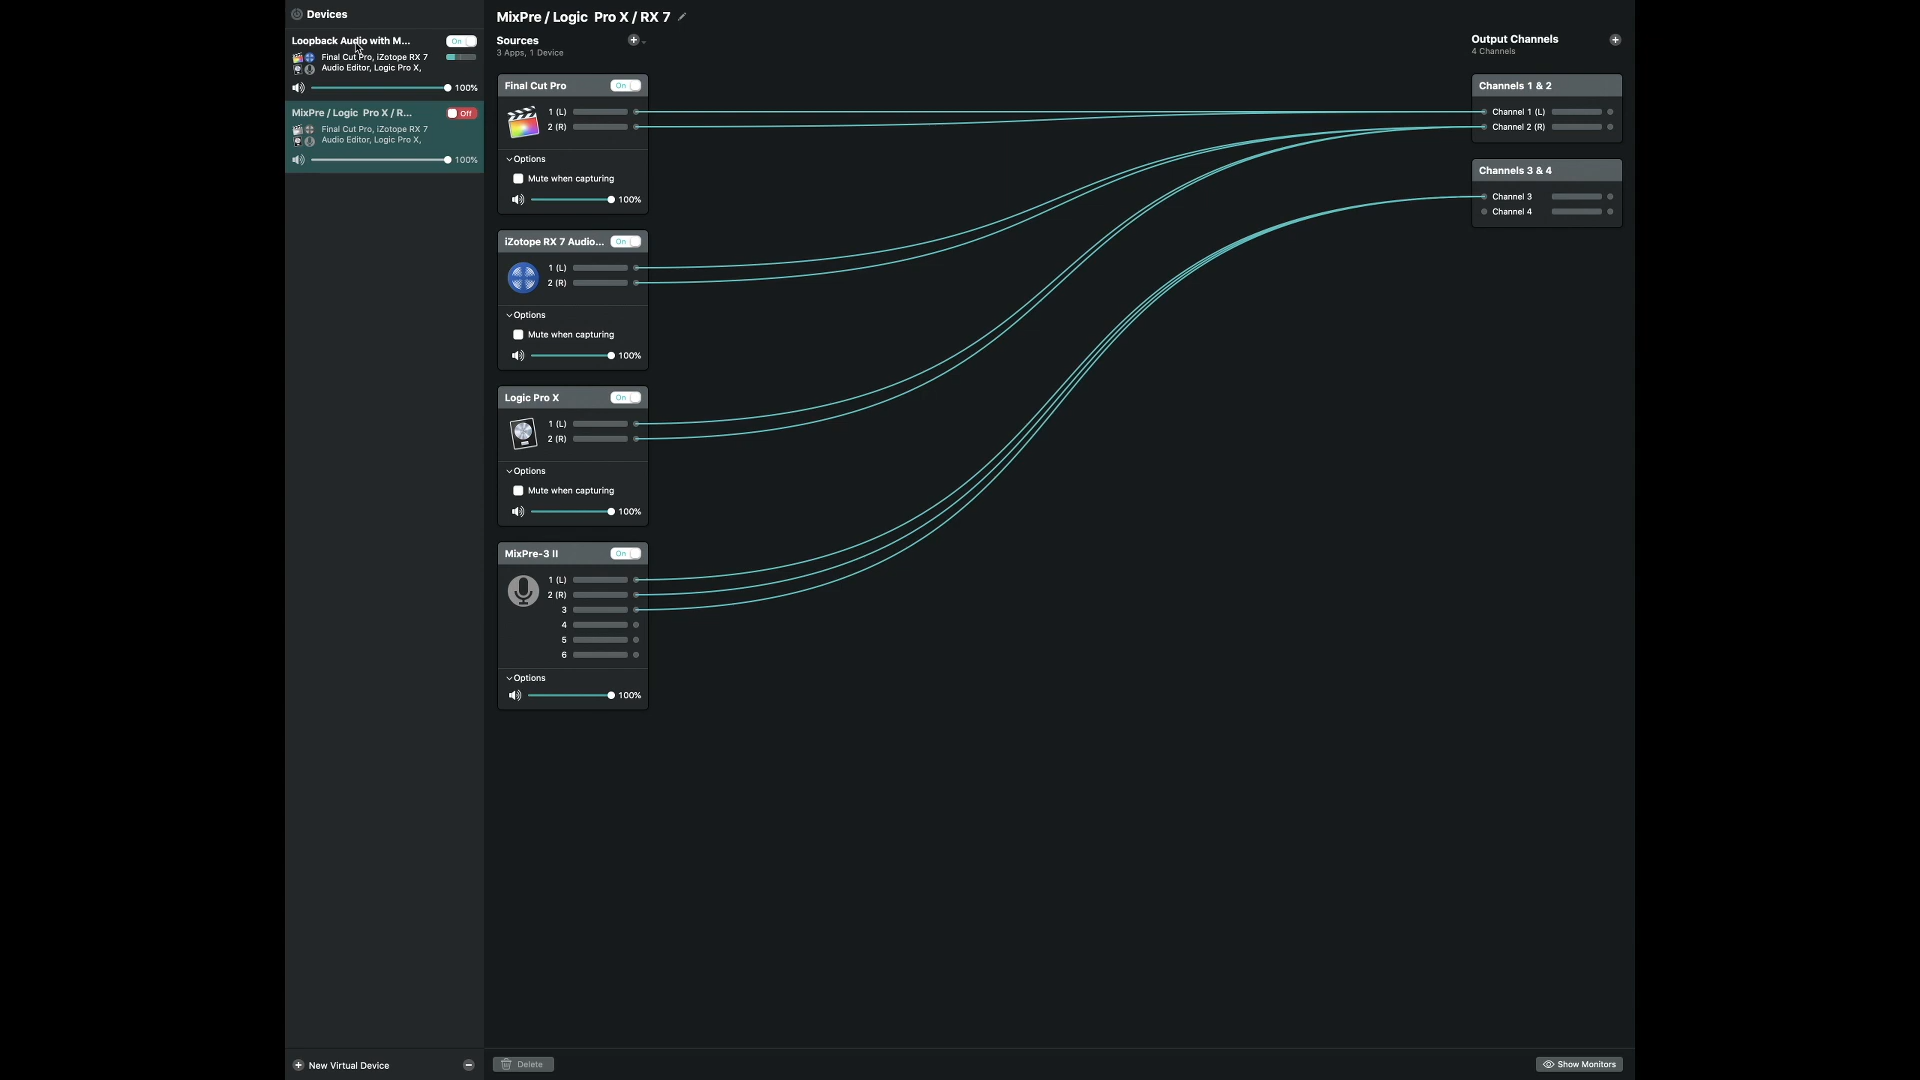 Devices
Loopback Audio with M...
On
Final Cut Pro, iZotope RX 7
Audio Editor, Logic Pro X,
100%
MixPre / Logic Pro X / R...
Off
Final Cut Pro, iZotope RX 7
Audio Editor, Logic Pro X,
100%
New Virtual Device
MixPre / Logic Pro X / RX 7
Sources
3 Apps, 1 Device
Final Cut Pro
On
1 (L)
2 (R)
Options
Mute when capturing
100%
iZotope RX 7 Audio...
On
1 (L)
2 (R)
Options
Mute when capturing
100%
Logic Pro X
On
1 (L)
2 (R)
Options
Mute when capturing
100%
MixPre-3 II
On
1 (L)
2 (R)
3
4
5
6
Options
100%
Output Channels
4 Channels
Channels 1 & 2
Channel 1 (L)
Channel 2 (R)
Channels 3 & 4
Channel 3
Channel 4
Delete
Show Monitors